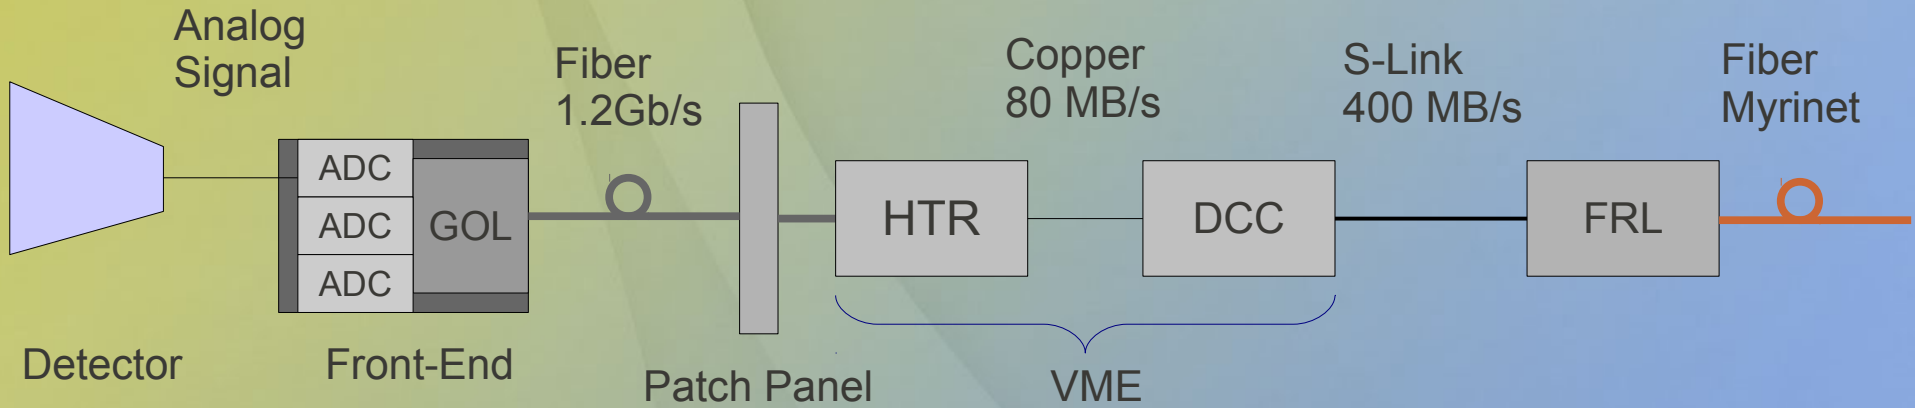 Analog
Signal
Fiber
1.2Gb/s
Copper
80 MB/s
S-Link
400 MB/s
Fiber
Myrinet
ADC
ADC
ADC
GOL
HTR
DCC
FRL
Detector
Front-End
Patch Panel
VME